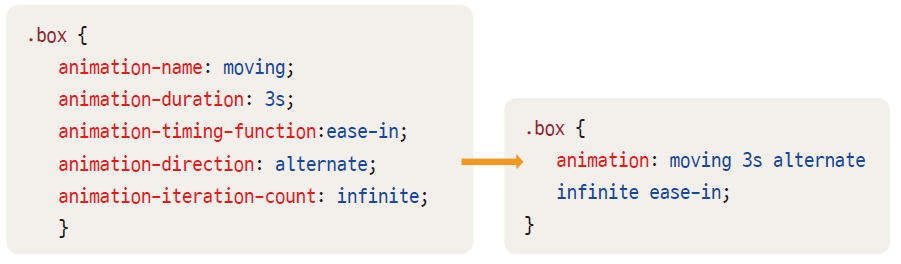 .box {
animation-name: moving;
animation-duration: 3s;
animation-timing-function:ease-in;
animation-direction: alternate;
animation-iteration-count: infinite;
}
.box {
animation: moving 3s alternate
infinite ease-in;
}